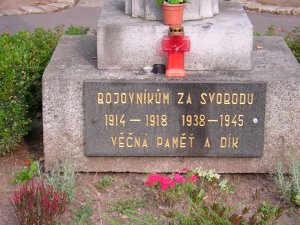 BOJOVNÍKŮM ZA SVOBODU
1914 — 1918 1938 — 1945
VĚČNÁ PAMĚŤ A DÍK